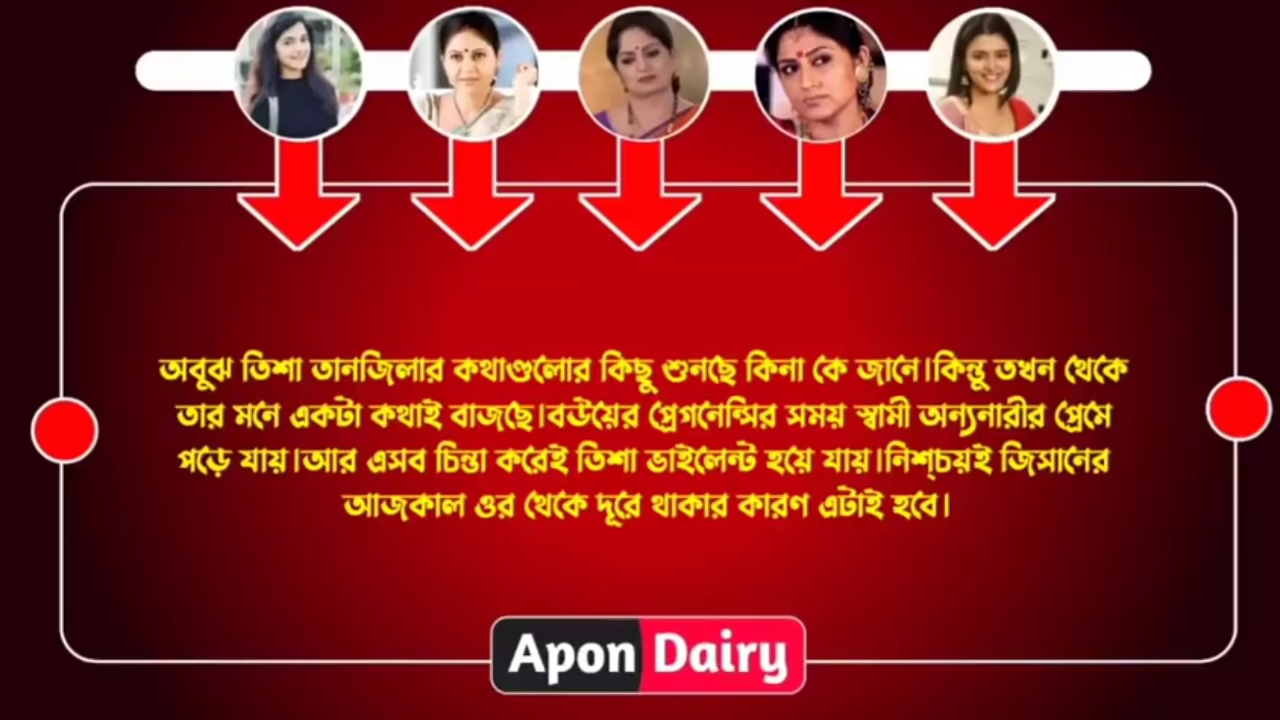 অবুঝ তিশা তানজিলার কথাগুলোর কিছু শুনছে কিনা কে জানে।কিন্তু তখন থেকে
তার মনে একটা কথাই বাজছে।বউয়ের প্রেগনেন্সির সময় স্বামী অন্যনারীর প্রেমে
পড়ে যায়।আর এসব চিন্তা করেই তিশা ভাইলেন্ট হয়ে যায়।নিশ্চয়ই জিসানের
আজকাল ওর থেকে দূরে থাকার কারণ এটাই হবে।
Apon Dairy